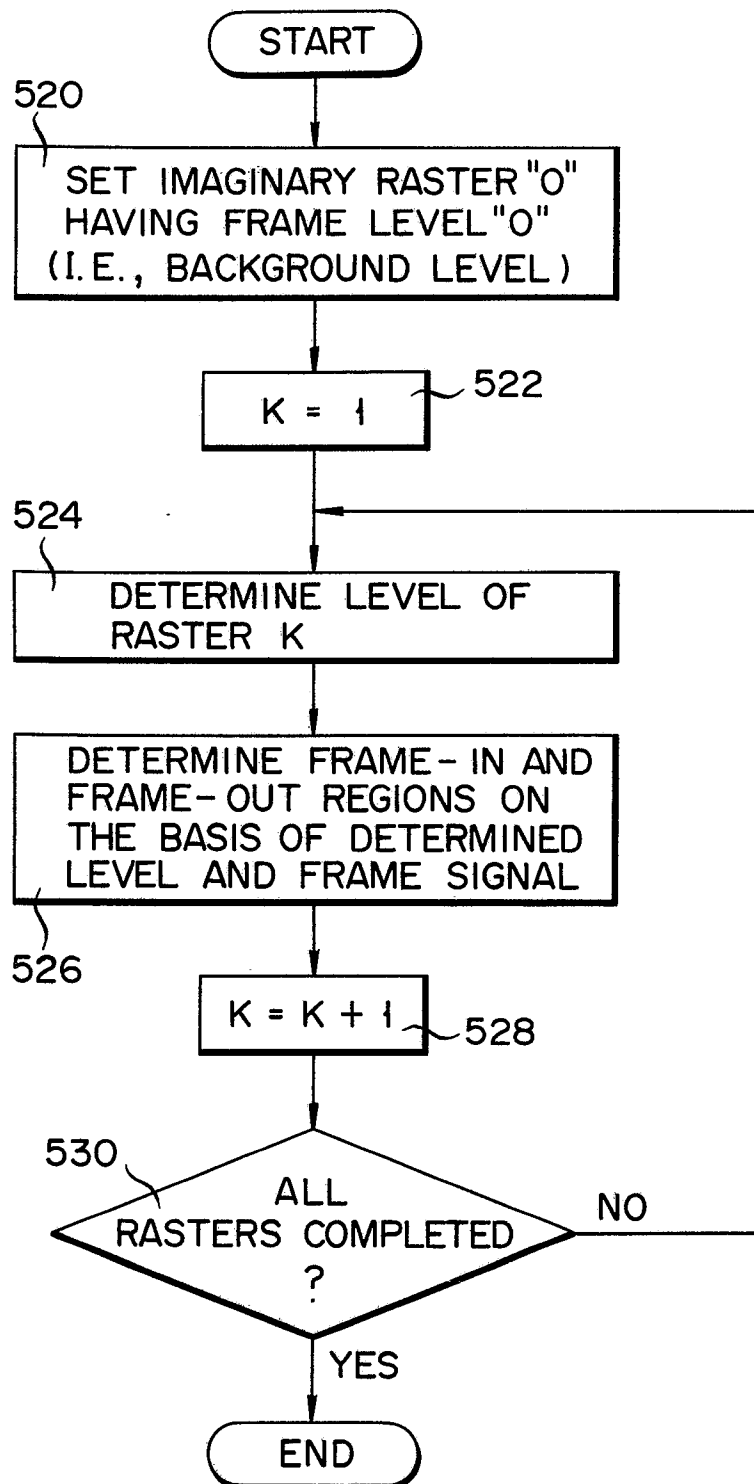 START
520
SET IMAGINARY RASTER "0"
HAVING FRAME LEVEL "0"
(I.E., BACKGROUND LEVEL)
K = 1
522
524
DETERMINE LEVEL OF
RASTER K
DETERMINE FRAME-IN AND
FRAME-OUT REGIONS ON
THE BASIS OF DETERMINED
LEVEL AND FRAME SIGNAL
526
K = K + 1
528
530
ALL
RASTERS COMPLETED
?
NO
YES
END